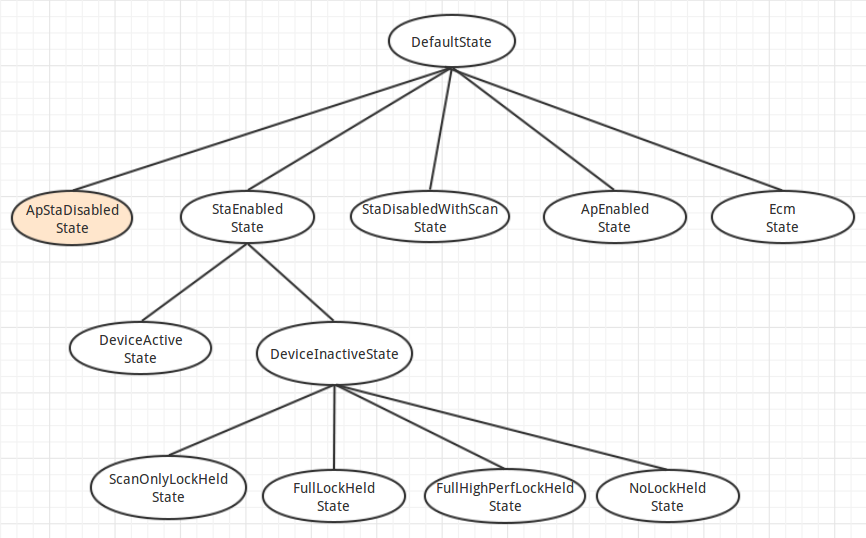 DefaultState
ApStaDisabled
State
StaEnabled
State
StaDisabledWithScan
State
ApEnabled
State
Ecm
State
DeviceActive
State
DeviceInactiveState
ScanOnlyLockHeld
State
FullLockHeld
State
FullHighPerfLockHeld
State
NoLockHeld
State